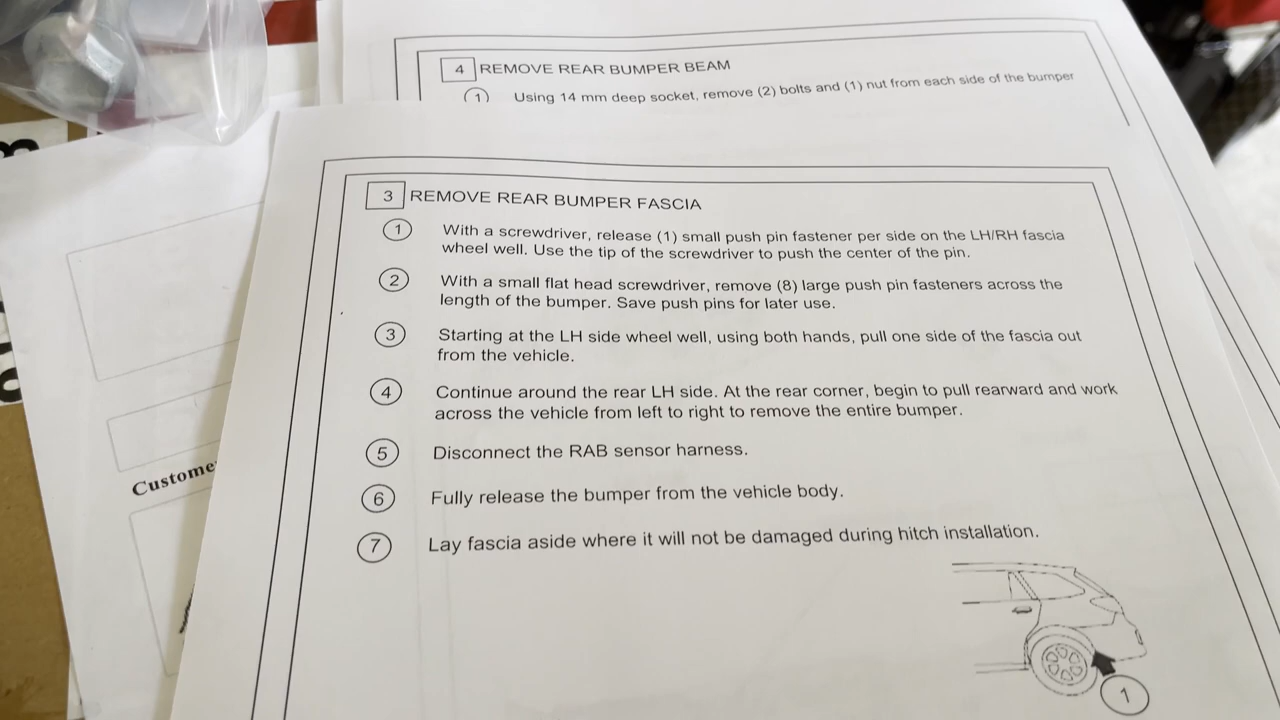 4 REMOVE REAR BUMPER BEAM
1 Using 14 mm deep socket, remove (2) bolts and (1) nut from each side of the bumper
3 REMOVE REAR BUMPER FASCIA
1 With a screwdriver, release (1) small push pin fastener per side on the LH/RH fascia
wheel well. Use the tip of the screwdriver to push the center of the pin.
2 With a small flat head screwdriver, remove (8) large push pin fasteners across the
length of the bumper. Save push pins for later use.
3 Starting at the LH side wheel well, using both hands, pull one side of the fascia out
from the vehicle.
4 Continue around the rear LH side. At the rear corner, begin to pull rearward and work
across the vehicle from left to right to remove the entire bumper.
5 Disconnect the RAB sensor harness.
6 Fully release the bumper from the vehicle body.
7 Lay fascia aside where it will not be damaged during hitch installation.
Custome
1